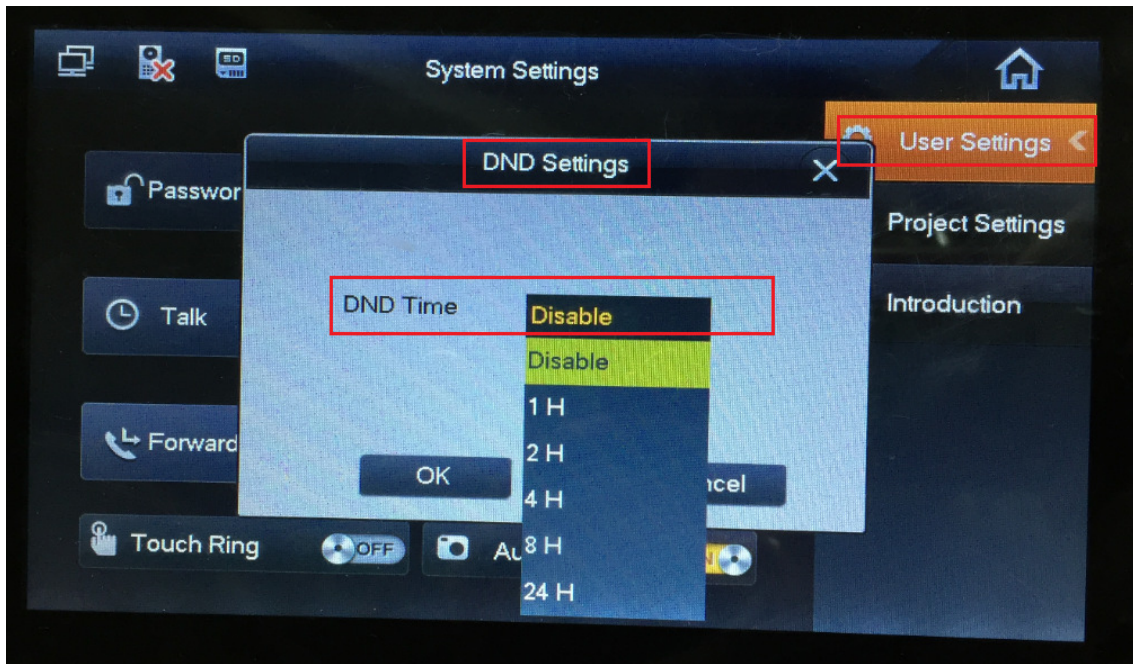 SD
System Settings
User Settings
DND Settings
Passwor
Project Settings
DND Time
Disable
Introduction
Talk
Disable
1 H
2 H
Forward
OK
ncel
4 H
Touch Ring
OFF
Au
8 H
N
24 H